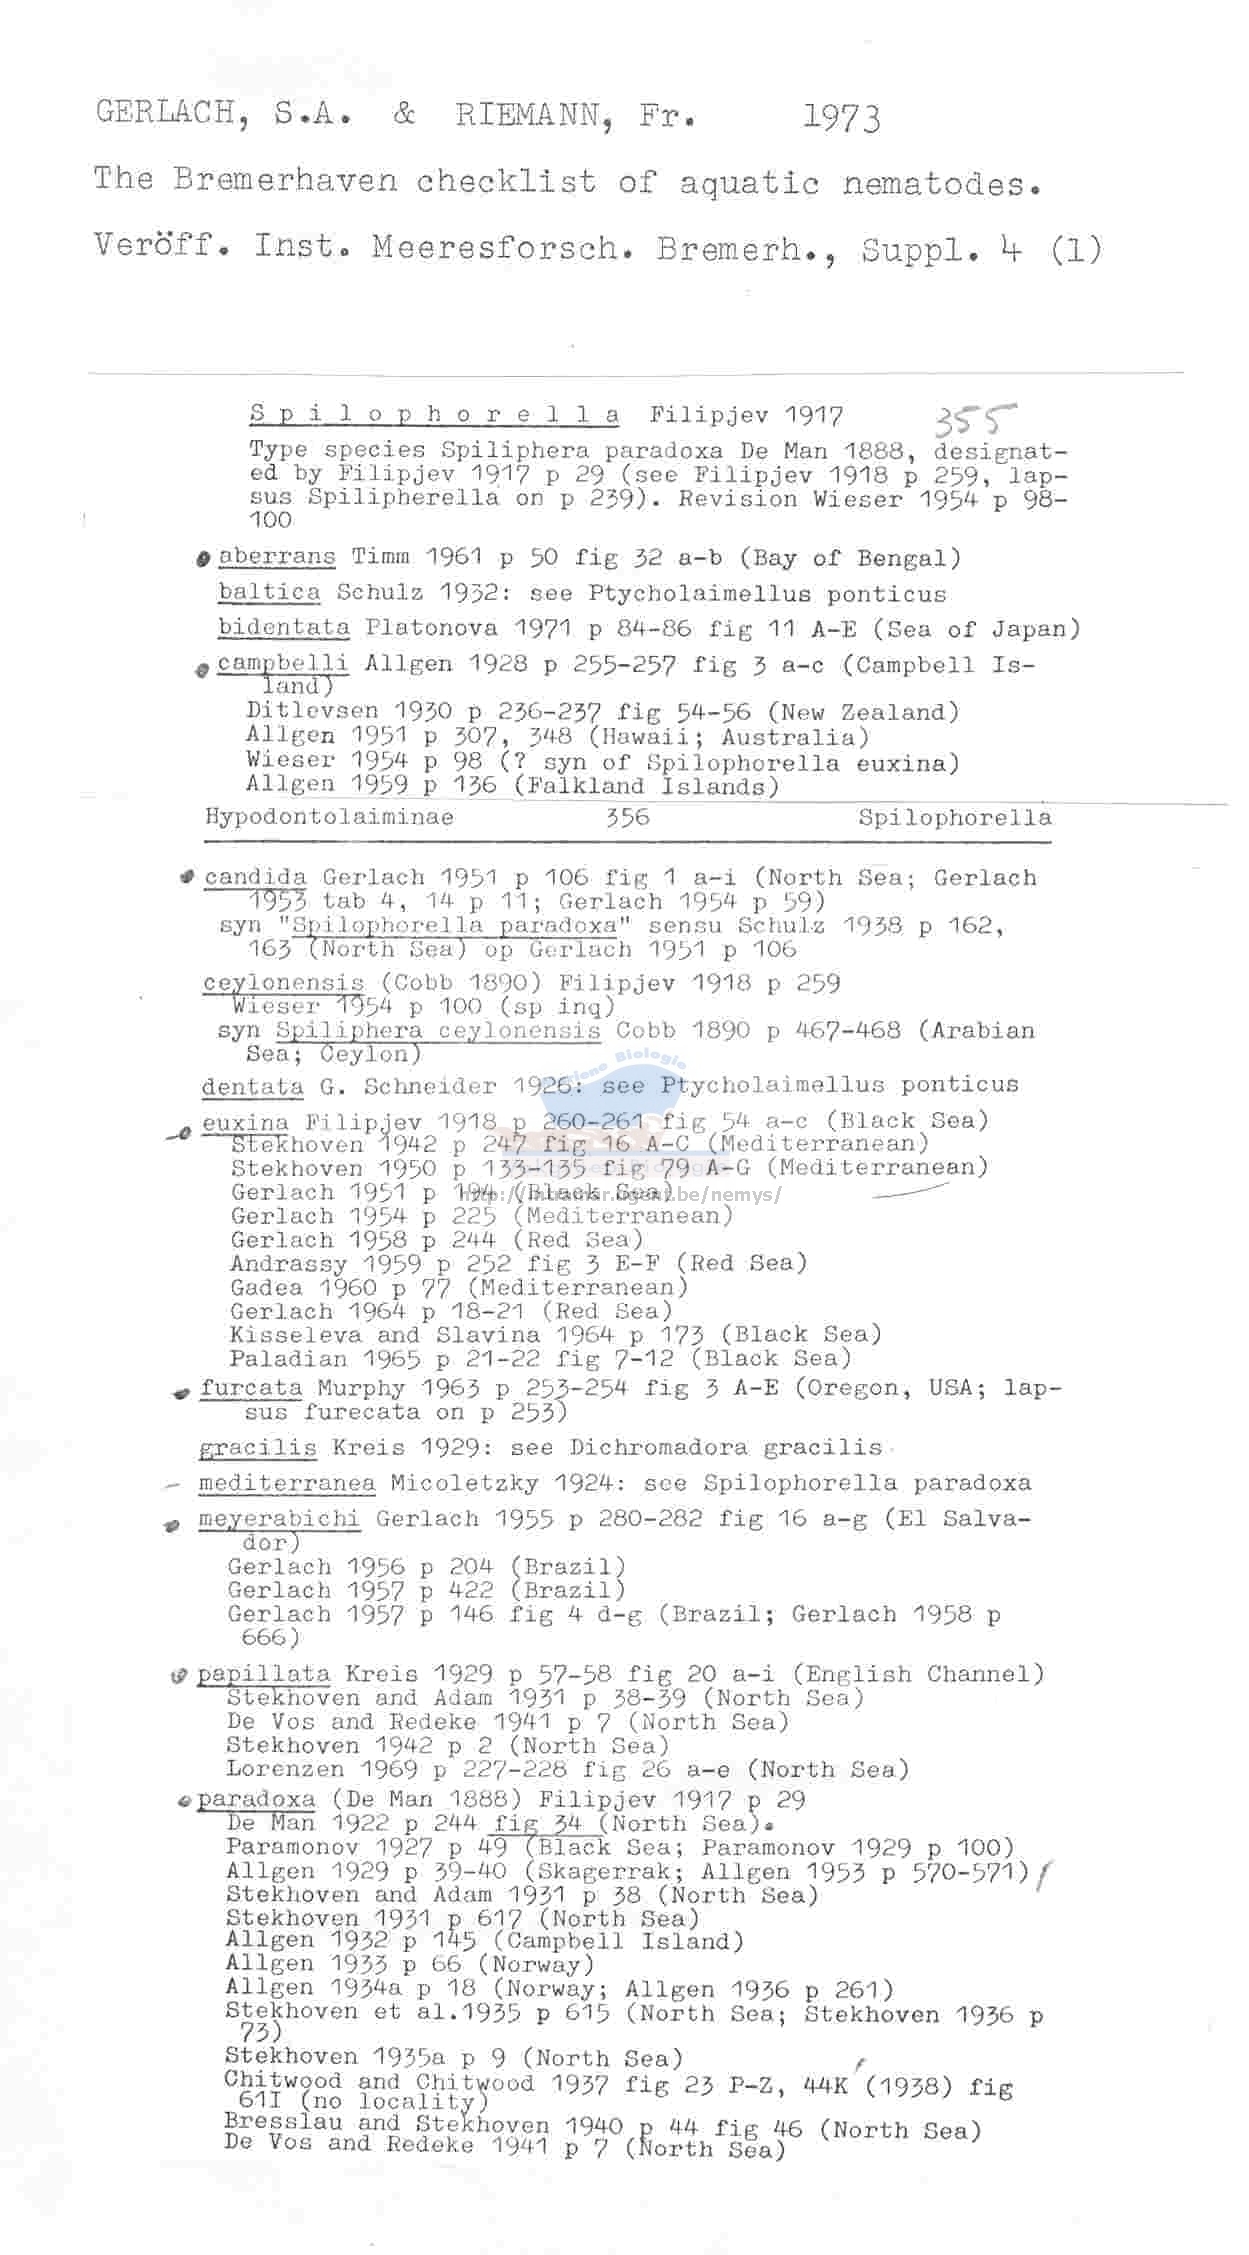 GERLACH, S.A. & RIEMANN, Fr. 1973
The Bremerhaven checklist of aquatic nematodes.
Veröff. Inst. Meeresforsch. Bremerh., Suppl. 4 (1)
S p i l o p h o r e l l a Filipjev 1917 355
Type species Spiliphera paradoxa De Man 1888, designat-
ed by Filipjev 1917 p 29 (see Filipjev 1918 p 259, lap-
sus Spilipherella on p 239). Revision Wieser 1954 p 98-
100
aberrans Timm 1961 p 50 fig 32 a-b (Bay of Bengal)
baltica Schulz 1932: see Ptycholaimellus ponticus
bidentata Platonova 1971 p 84-86 fig 11 A-E (Sea of Japan)
campbelli Allgen 1928 p 255-257 fig 3 a-c (Campbell Is-
land)
Ditlevsen 1930 p 236-237 fig 54-56 (New Zealand)
Allgen 1951 p 307, 348 (Hawaii; Australia)
Wieser 1954 p 98 (? syn of Spilophorella euxina)
Allgen 1959 p 136 (Falkland Islands)
Hypodontolaiminae 356 Spilophorella
candida Gerlach 1951 p 106 fig 1 a-i (North Sea; Gerlach
1953 tab 4, 14 p 11; Gerlach 1954 p 59)
syn "Spilophorella paradoxa" sensu Schulz 1938 p 162,
163 (North Sea) op Gerlach 1951 p 106
ceylonensis (Cobb 1890) Filipjev 1918 p 259
Wieser 1954 p 100 (sp inq)
syn Spiliphera ceylonensis Cobb 1890 p 467-468 (Arabian
Sea; Ceylon)
dentata G. Schneider 1926: see Ptycholaimellus ponticus
euxina Filipjev 1918 p 260-261 fig 54 a-c (Black Sea)
Stekhoven 1942 p 247 fig 16 A-C (Mediterranean)
Stekhoven 1950 p 133-135 fig 79 A-G (Mediterranean)
Gerlach 1951 p 194 (Black Sea)
Gerlach 1954 p 225 (Mediterranean)
Gerlach 1958 p 244 (Red Sea)
Andrassy 1959 p 252 fig 3 E-F (Red Sea)
Gadea 1960 p 77 (Mediterranean)
Gerlach 1964 p 18-21 (Red Sea)
Kisseleva and Slavina 1964 p 173 (Black Sea)
Paladian 1965 p 21-22 fig 7-12 (Black Sea)
furcata Murphy 1963 p 253-254 fig 3 A-E (Oregon, USA; lap-
sus furecata on p 253)
gracilis Kreis 1929: see Dichromadora gracilis
mediterranea Micoletzky 1924: see Spilophorella paradoxa
meyerabichi Gerlach 1955 p 280-282 fig 16 a-g (El Salva-
dor)
Gerlach 1956 p 204 (Brazil)
Gerlach 1957 p 422 (Brazil)
Gerlach 1957 p 146 fig 4 d-g (Brazil; Gerlach 1958 p
666)
papillata Kreis 1929 p 57-58 fig 20 a-i (English Channel)
Stekhoven and Adam 1931 p 38-39 (North Sea)
De Vos and Redeke 1941 p 7 (North Sea)
Stekhoven 1942 p 2 (North Sea)
Lorenzen 1969 p 227-228 fig 26 a-e (North Sea)
paradoxa (De Man 1888) Filipjev 1917 p 29
De Man 1922 p 244 fig 34 (North Sea).
Paramonov 1927 p 49 (Black Sea; Paramonov 1929 p 100)
Allgen 1929 p 39-40 (Skagerrak; Allgen 1953 p 570-571)
Stekhoven and Adam 1931 p 38 (North Sea)
Stekhoven 1931 p 617 (North Sea)
Allgen 1932 p 145 (Campbell Island)
Allgen 1933 p 66 (Norway)
Allgen 1934a p 18 (Norway; Allgen 1936 p 261)
Stekhoven et al.1935 p 615 (North Sea; Stekhoven 1936 p
73)
Stekhoven 1935a p 9 (North Sea)
Chitwood and Chitwood 1937 fig 23 P-Z, 44K (1938) fig
61I (no locality)
Bresslau and Stekhoven 1940 p 44 fig 46 (North Sea)
De Vos and Redeke 1941 p 7 (North Sea)